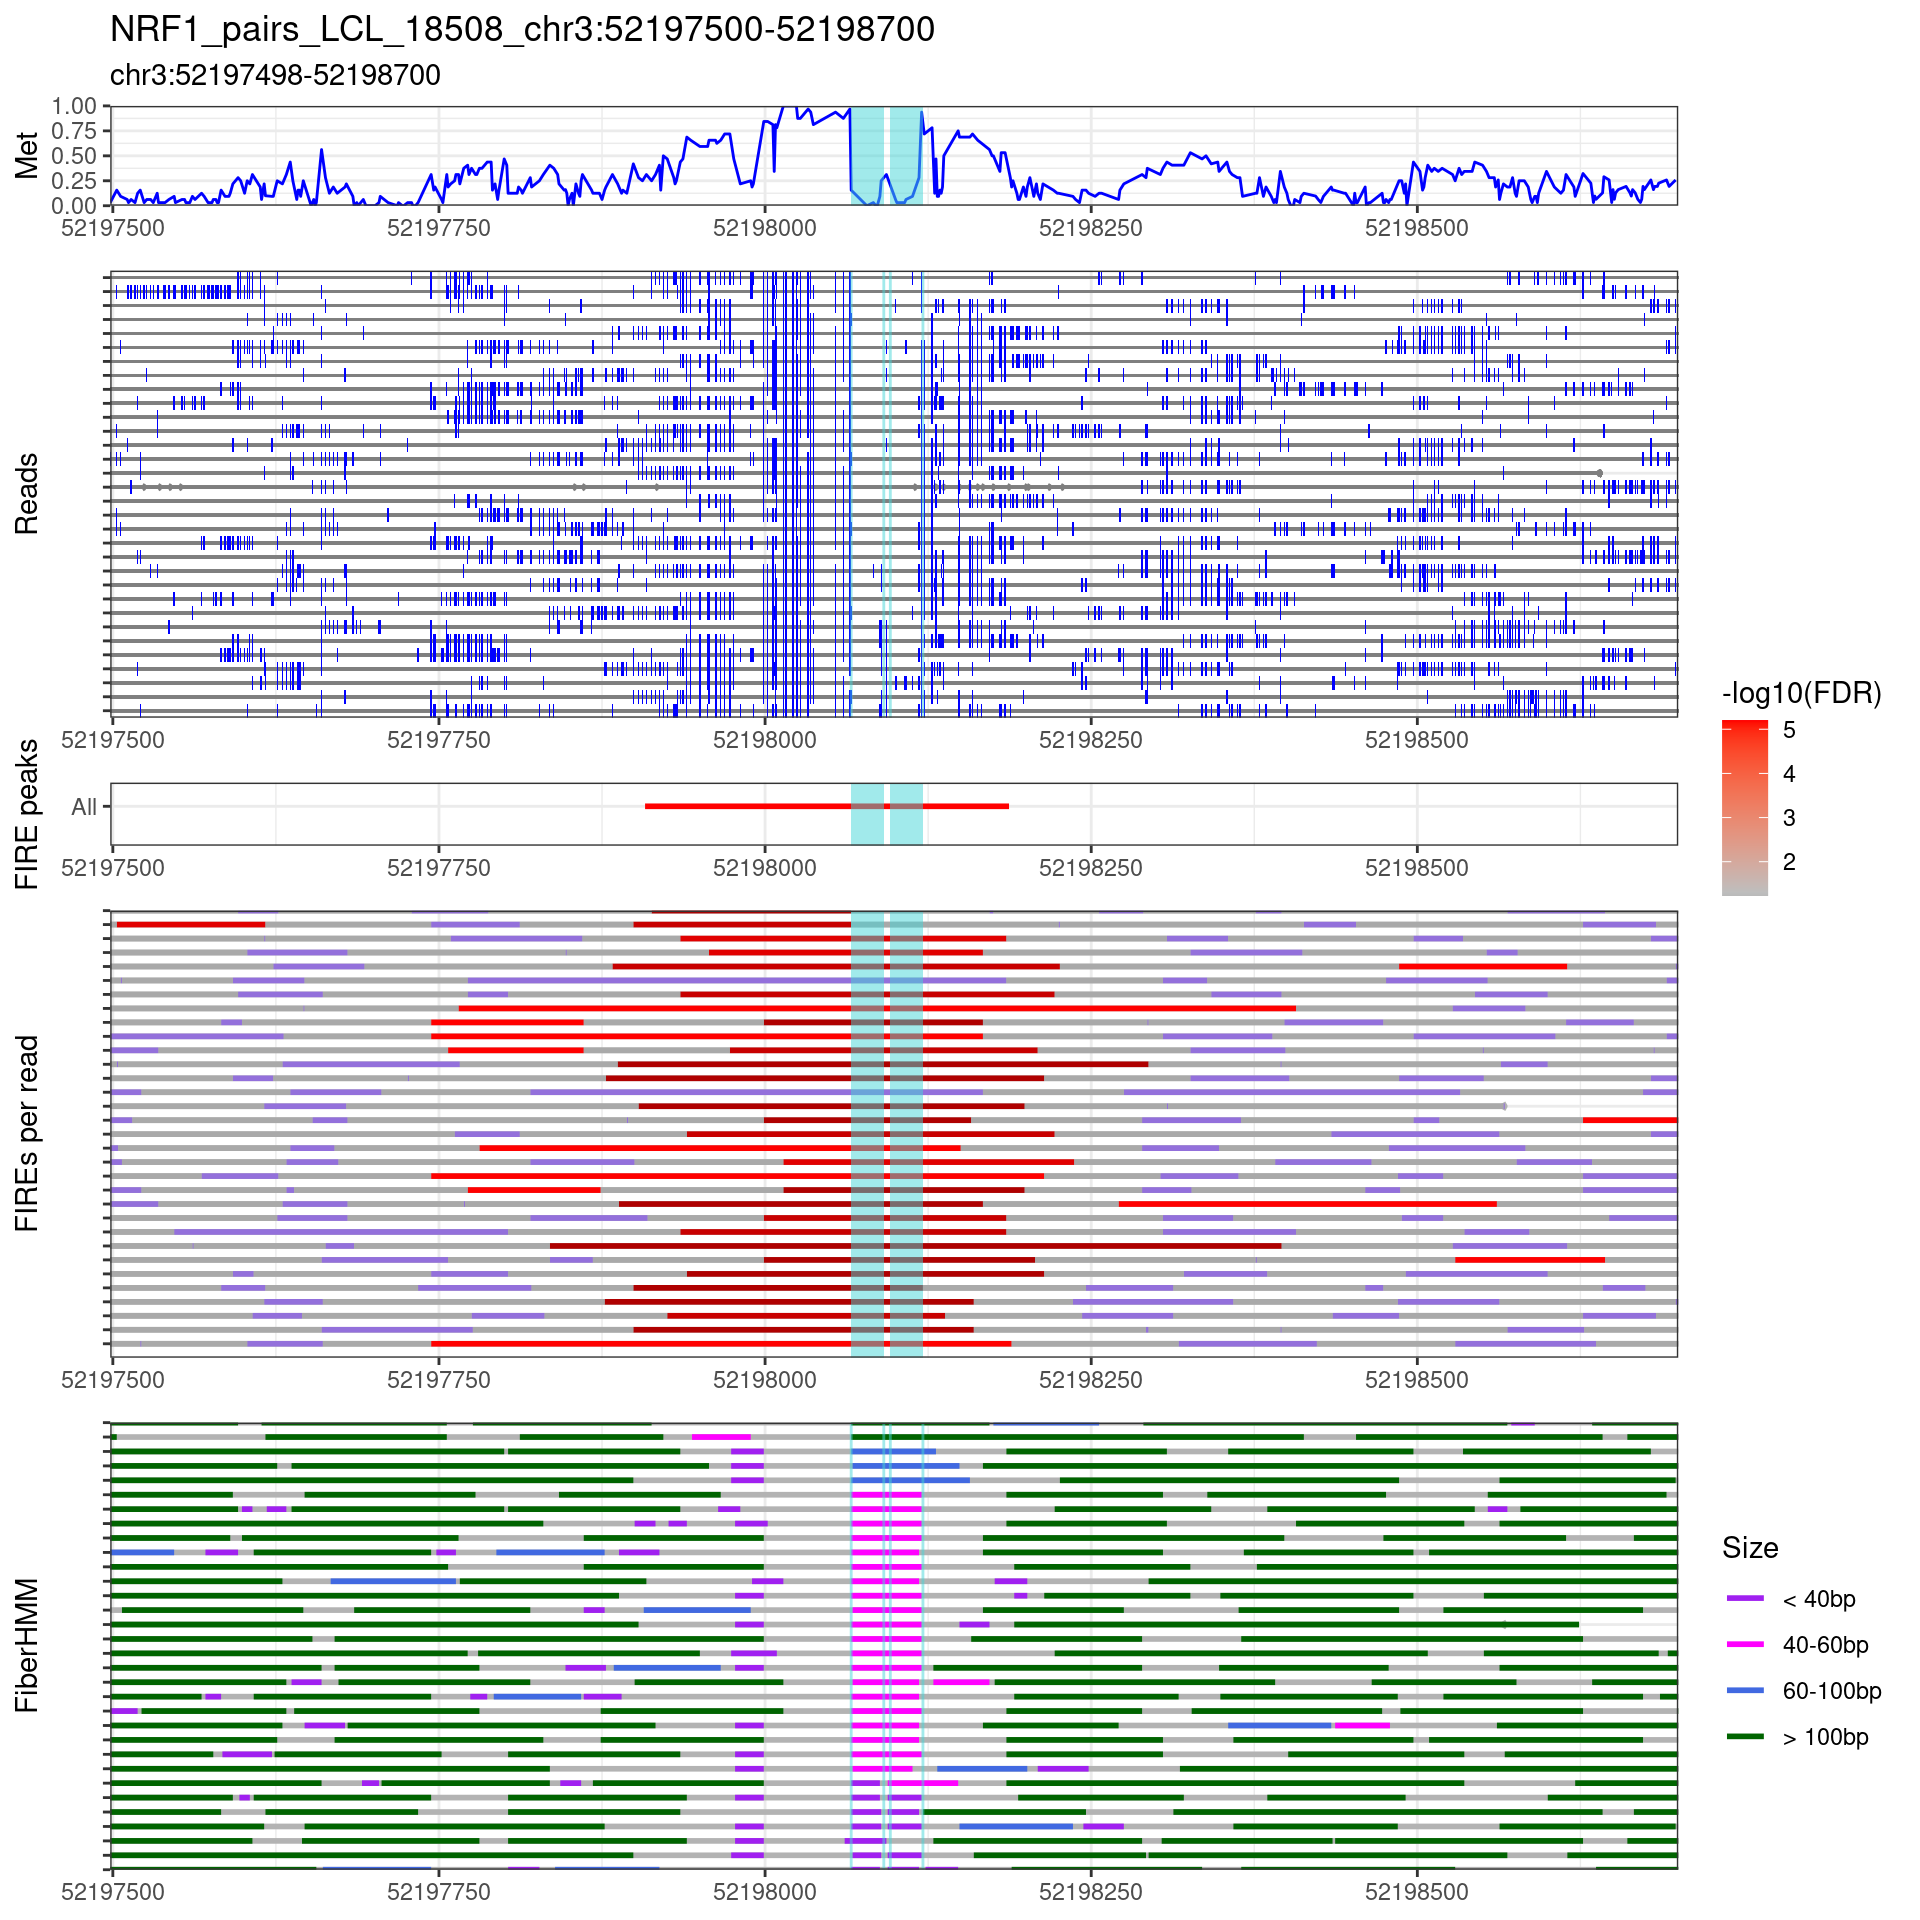 NRF1_pairs_LCL_18508_chr3:52197500-52198700
chr3:52197498-52198700
Met
1.00
0.75
0.50
0.25
0.00
52197500 52197750 52198000 52198250 52198500
Reads
52197500 52197750 52198000 52198250 52198500
FIRE peaks
All
52197500 52197750 52198000 52198250 52198500
-log10(FDR)
5
4
3
2
FIREs per read
52197500 52197750 52198000 52198250 52198500
FiberHMM
52197500 52197750 52198000 52198250 52198500
Size
< 40bp
40-60bp
60-100bp
> 100bp